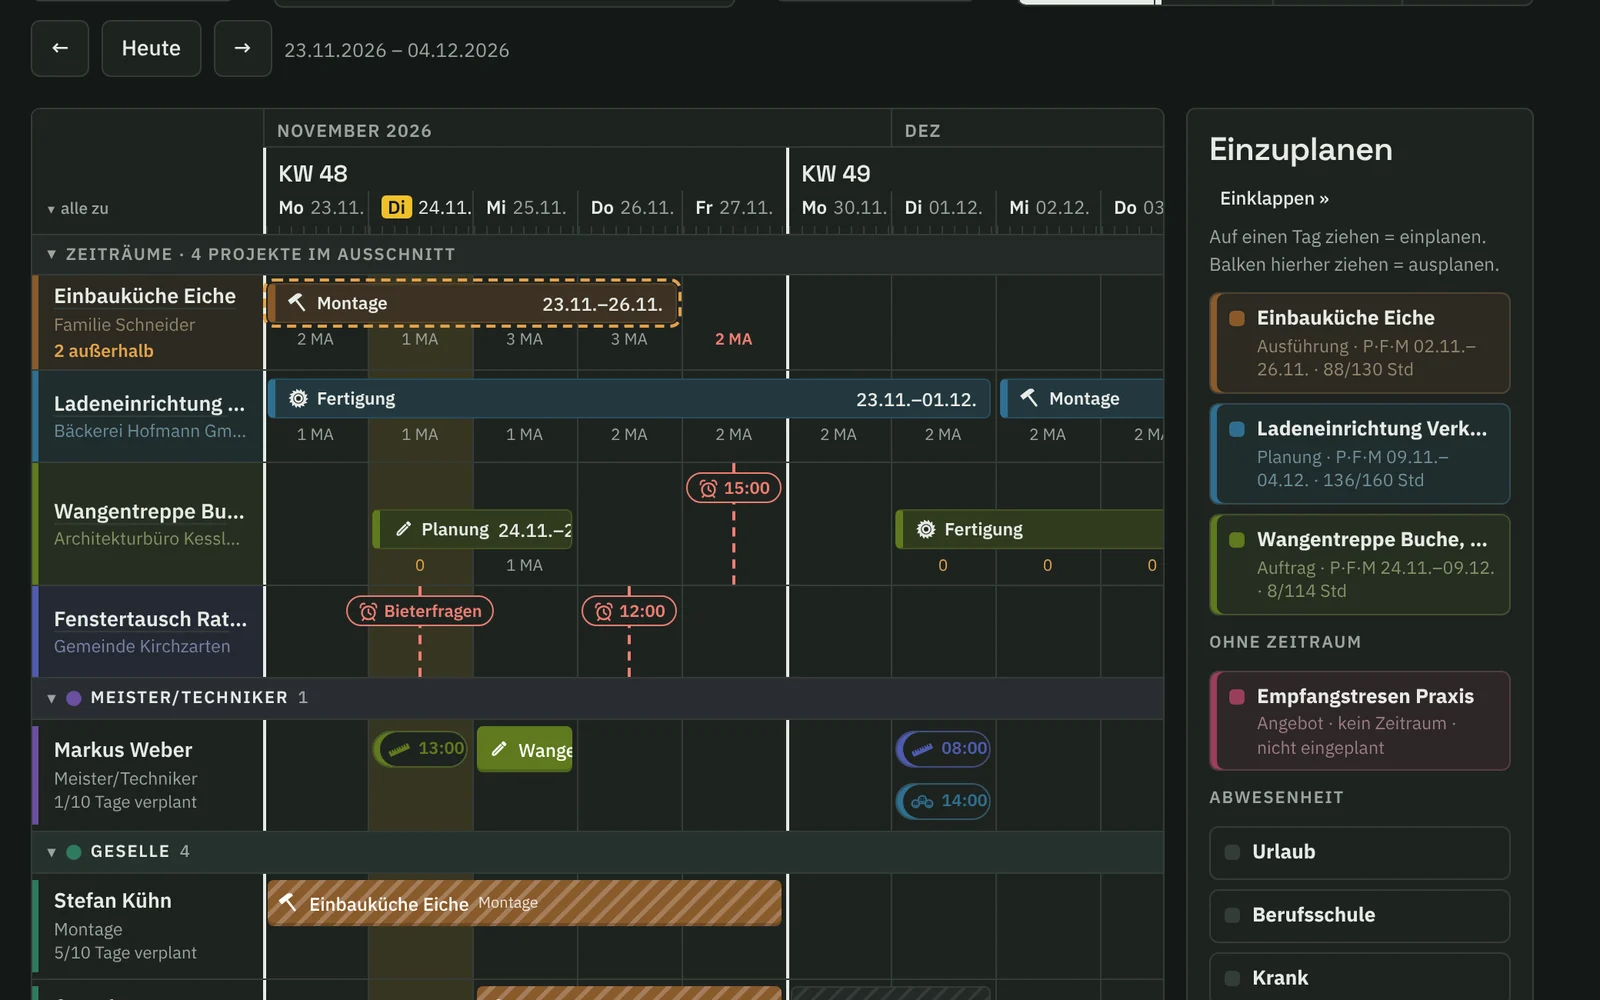 ← Heute → 23.11.2026 – 04.12.2026
NOVEMBER 2026 DEZ
KW 48 KW 49
▾ alle zu Mo 23.11. Di 24.11. Mi 25.11. Do 26.11. Fr 27.11. Mo 30.11. Di 01.12. Mi 02.12. Do 03
▾ ZEITRÄUME · 4 PROJEKTE IM AUSSCHNITT
Einbauküche Eiche
Familie Schneider
2 außerhalb
Montage 23.11.–26.11.
2 MA 1 MA 3 MA 3 MA 2 MA
Ladeneinrichtung ...
Bäckerei Hofmann Gm...
Fertigung 23.11.–01.12. Montage
1 MA 1 MA 1 MA 2 MA 2 MA 2 MA 2 MA 2 MA 2 MA
Wangentreppe Bu...
Architekturbüro Kessl...
15:00
Planung 24.11.–2 Fertigung
0 1 MA 0 0 0
Fenstertausch Rat...
Gemeinde Kirchzarten
Bieterfragen 12:00
▾ MEISTER/TECHNIKER 1
Markus Weber
Meister/Techniker
1/10 Tage verplant
13:00 Wange 08:00
14:00
▾ GESELLE 4
Stefan Kühn
Montage
5/10 Tage verplant
Einbauküche Eiche Montage
Einzuplanen
Einklappen »
Auf einen Tag ziehen = einplanen.
Balken hierher ziehen = ausplanen.
Einbauküche Eiche
Ausführung · P·F·M 02.11.–
26.11. · 88/130 Std
Ladeneinrichtung Verk...
Planung · P·F·M 09.11.–
04.12. · 136/160 Std
Wangentreppe Buche, ...
Auftrag · P·F·M 24.11.–09.12.
· 8/114 Std
OHNE ZEITRAUM
Empfangstresen Praxis
Angebot · kein Zeitraum ·
nicht eingeplant
ABWESENHEIT
Urlaub
Berufsschule
Krank